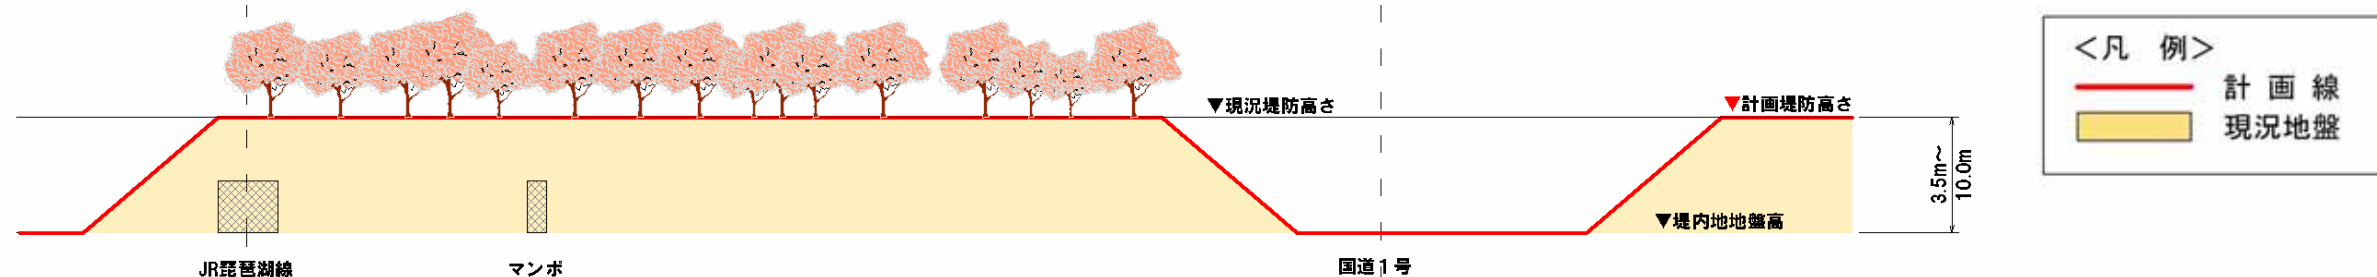 ▼現況堤防高さ
▼計画堤防高さ
3.5m～
10.0m
▼堤内地地盤高
JR琵琶湖線
マンポ
国道1号
＜凡　例＞
計 画 線
現況地盤